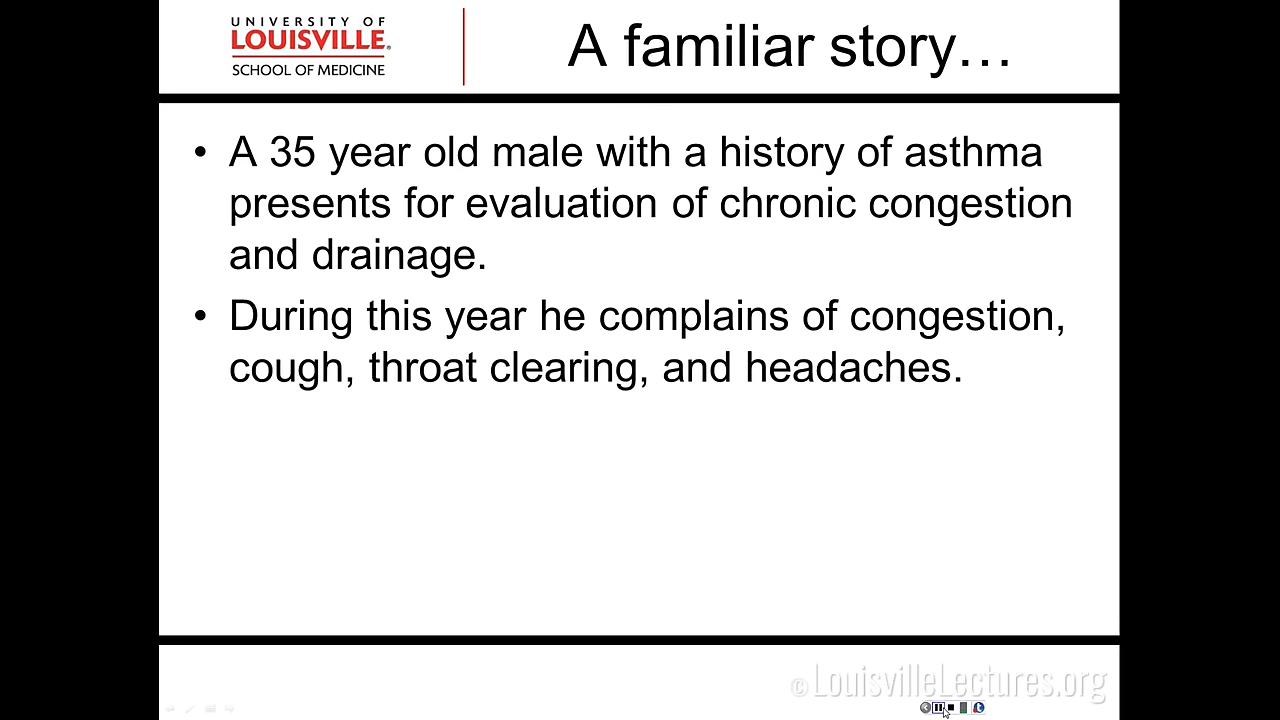 UNIVERSITY OF
LOUISVILLE®
SCHOOL OF MEDICINE
A familiar story…
• A 35 year old male with a history of asthma
presents for evaluation of chronic congestion
and drainage.
• During this year he complains of congestion,
cough, throat clearing, and headaches.
© LouisvilleLectures.org